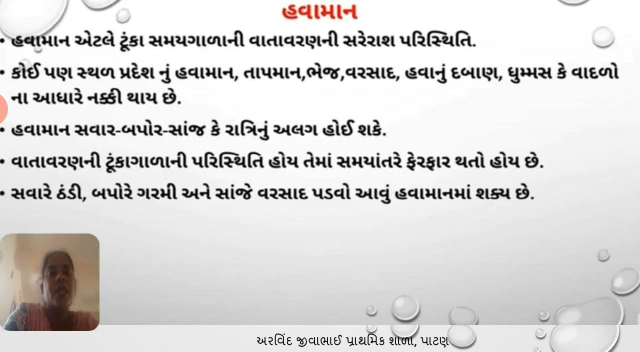 હવામાન
• હવામાન એટલે ટૂંકા સમયગાળાની વાતાવરણની સરેરાશ પરિસ્થિતિ.
• કોઈ પણ સ્થળ પ્રદેશ નું હવામાન, તાપમાન,ભેજ,વરસાદ, હવાનું દબાણ, ધુમ્મસ કે વાદળો
ના આધારે નક્કી થાય છે.
• હવામાન સવાર-બપોર-સાંજ કે રાત્રિનું અલગ હોઈ શકે.
• વાતાવરણની ટૂંકાગાળાની પરિસ્થિતિ હોય તેમાં સમયાંતરે ફેરફાર થતો હોય છે.
• સવારે ઠંડી, બપોરે ગરમી અને સાંજે વરસાદ પડવો આવું હવામાનમાં શક્ય છે.
અરવિંદ જીવાભાઈ પ્રાથમિક શાળા, પાટણ